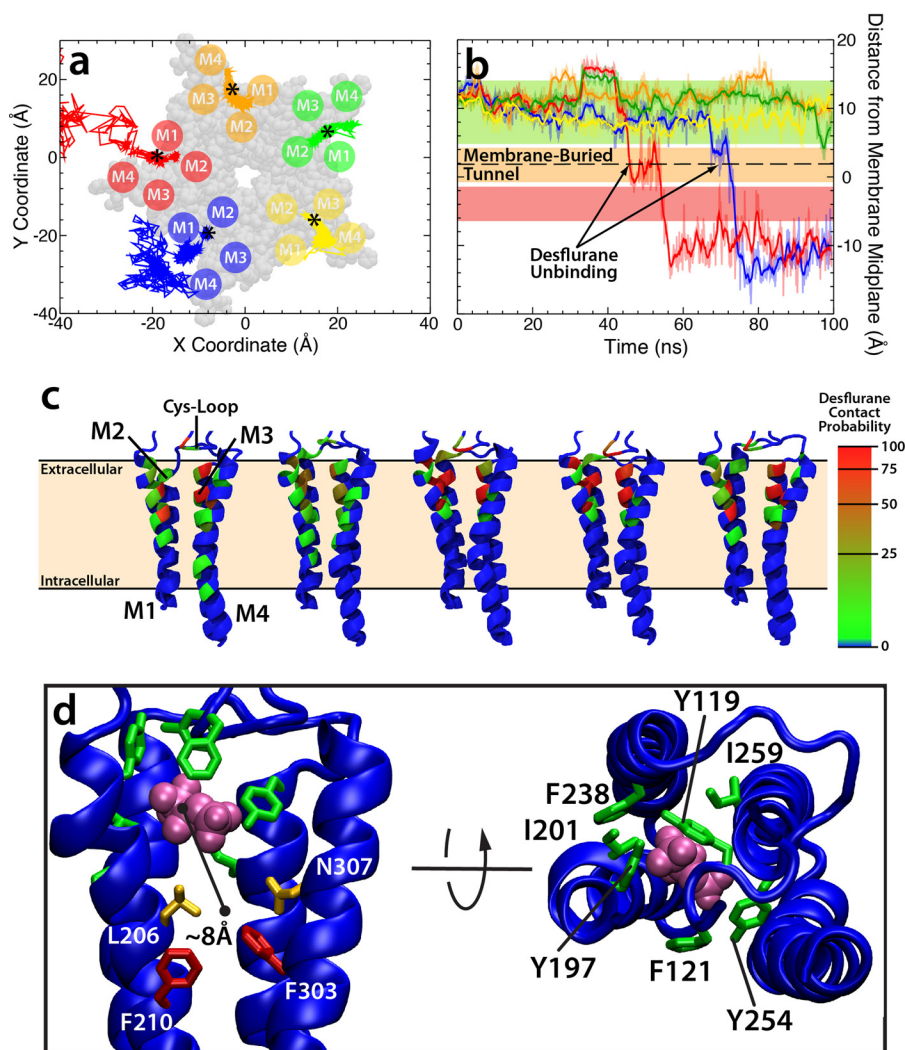 a
M4
M3
M1
M2
M3
M4
M2
M1
M1
M2
M4
M3
M2
M1
M3
M4
M2
M3
M1
M4
20
0
-20
-40
Y Coordinate (Å)
-40
-20
0
20
40
X Coordinate (Å)
b
Membrane-Buried
Tunnel
Desflurane
Unbinding
20
10
0
-10
Distance from Membrane Midplane (Å)
0
20
40
60
80
100
Time (ns)
c
Cys-Loop
M2
M3
Extracellular
Intracellular
M1
M4
Desflurane
Contact
Probability
100
75
50
25
0
d
N307
L206
~8Å
F303
F210
Y119
I259
F238
I201
Y197
F121
Y254